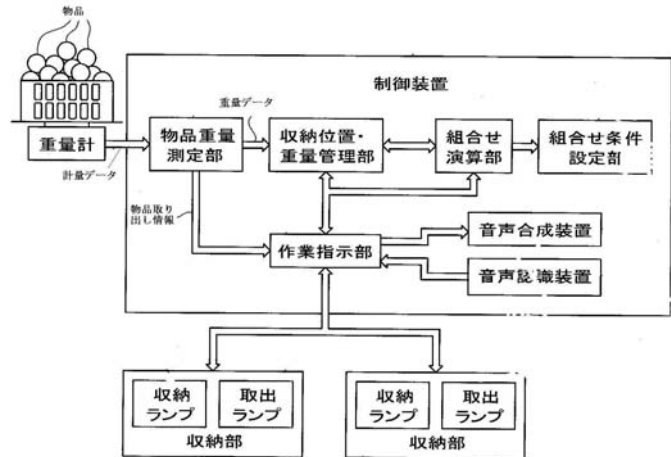 物品
制御装置
重量計
計量データ
物品重量
測定部
重量データ
収納位置・
重量管理部
組合せ
演算部
組合せ条件
設定部
物品取り
出し情報
作業指示部
音声合成装置
音声認識装置
収納
ランプ
取出
ランプ
収納部
収納
ランプ
取出
ランプ
収納部